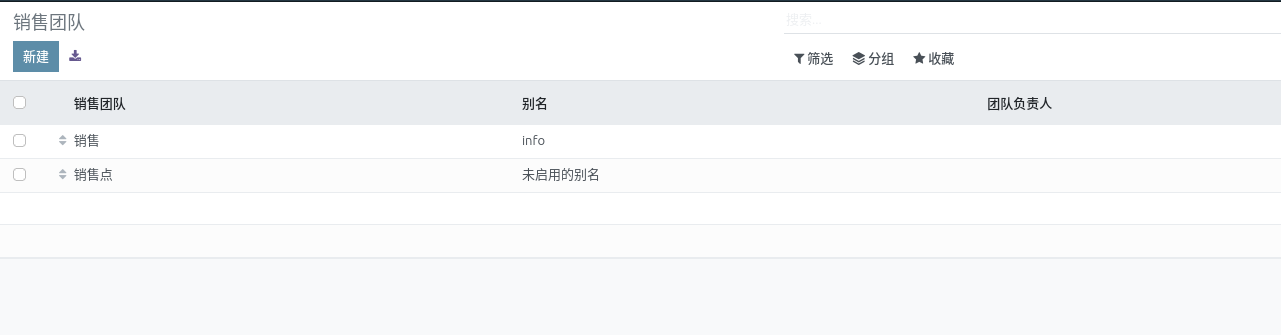 销售团队
搜索...
新建
筛选 分组 收藏
销售团队 别名 团队负责人
销售 info
销售点 未启用的别名